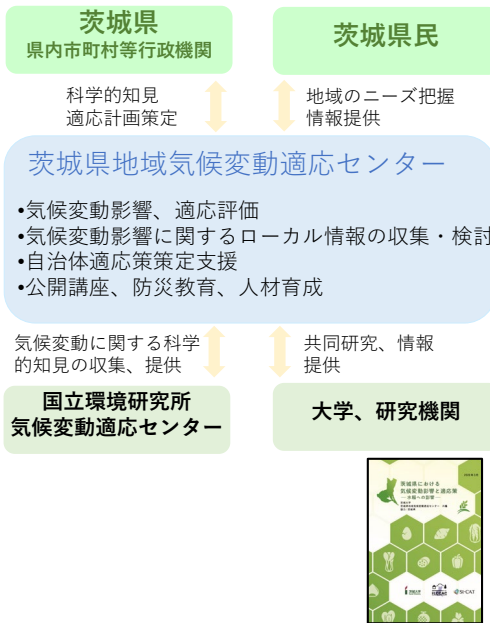 茨城県
県内市町村等行政機関
茨城県民
科学的知見
適応計画策定
地域のニーズ把握
情報提供
茨城県地域気候変動適応センター
•気候変動影響、適応評価
•気候変動影響に関するローカル情報の収集・検討
•自治体適応策策定支援
•公開講座、防災教育、人材育成
気候変動に関する科学
的知見の収集、提供
共同研究、情報
提供
国立環境研究所
気候変動適応センター
大学、研究機関
茨城県における
気候変動影響と適応策
SI-CAT